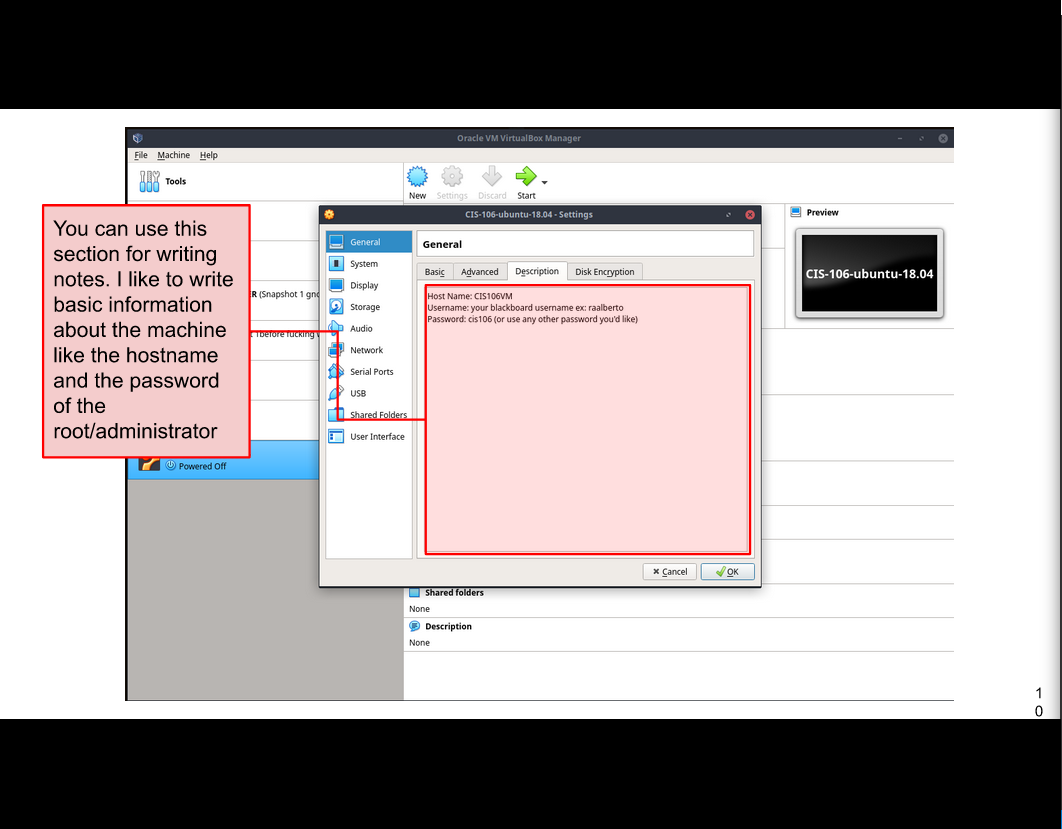 Oracle VM VirtualBox Manager
File Machine Help
Tools
New Settings Discard Start
You can use this
section for writing
notes. I like to write
basic information
about the machine
like the hostname
and the password
of the
root/administrator
R (Snapshot 1
1before fucking
Powered Off
CIS-106-ubuntu-18.04 - Settings
General
System
Display
Storage
Audio
Network
Serial Ports
USB
Shared Folders
User Interface
General
Basic Advanced Description Disk Encryption
Host Name: CIS106VM
Username: your blackboard username ex: raalberto
Password: cis106 (or use any other password you'd like)
Cancel OK
Preview
CIS-106-ubuntu-18.04
Shared folders
None
Description
None
1
0